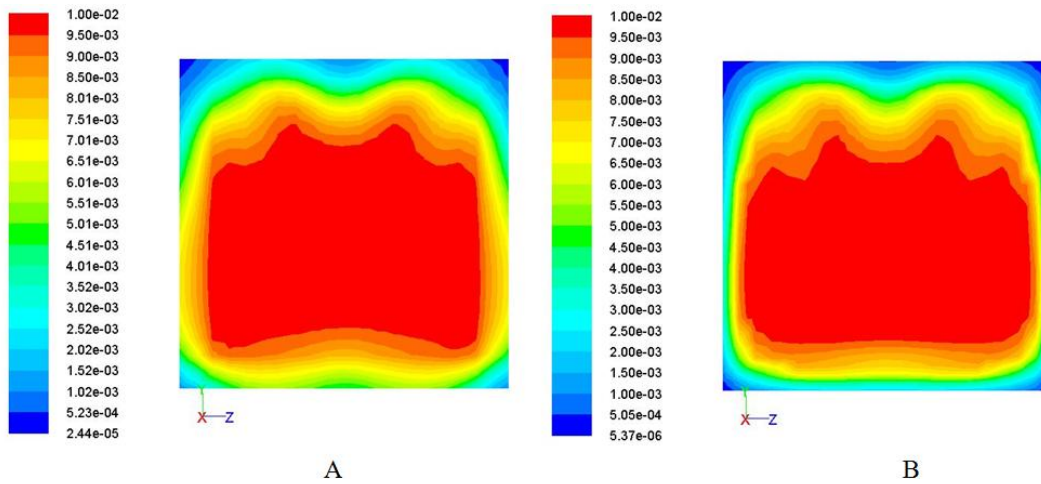 1.00e-02
9.50e-03
9.00e-03
8.50e-03
8.01e-03
7.51e-03
7.01e-03
6.51e-03
6.01e-03
5.51e-03
5.01e-03
4.51e-03
4.01e-03
3.52e-03
3.02e-03
2.52e-03
2.02e-03
1.52e-03
1.02e-03
5.23e-04
2.44e-05
Y
X Z
A
1.00e-02
9.50e-03
9.00e-03
8.50e-03
8.00e-03
7.50e-03
7.00e-03
6.50e-03
6.00e-03
5.50e-03
5.00e-03
4.50e-03
4.00e-03
3.50e-03
3.00e-03
2.50e-03
2.00e-03
1.50e-03
1.00e-03
5.05e-04
5.37e-06
Y
X Z
B